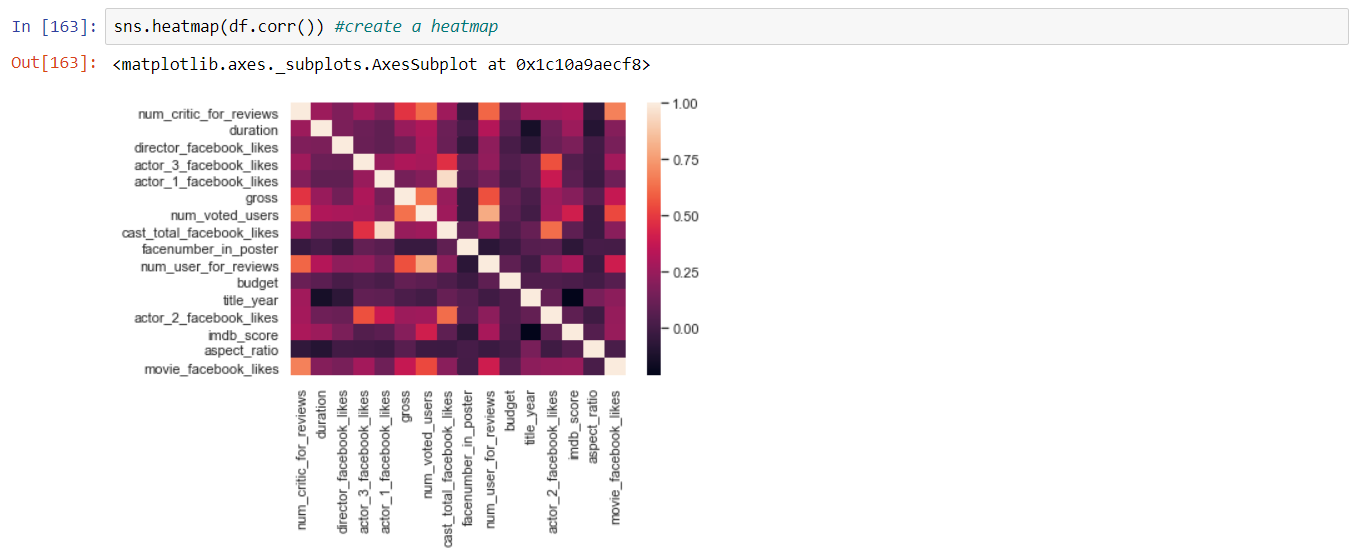 In [163]: sns.heatmap(df.corr()) #create a heatmap
Out[163]: <matplotlib.axes._subplots.AxesSubplot at 0x1c10a9aecf8>
num_critic_for_reviews
duration
director_facebook_likes
actor_3_facebook_likes
actor_1_facebook_likes
gross
num_voted_users
cast_total_facebook_likes
facenumber_in_poster
num_user_for_reviews
budget
title_year
actor_2_facebook_likes
imdb_score
aspect_ratio
movie_facebook_likes
1.00
0.75
0.50
0.25
0.00
num_critic_for_reviews
duration
director_facebook_likes
actor_3_facebook_likes
actor_1_facebook_likes
gross
num_voted_users
cast_total_facebook_likes
facenumber_in_poster
num_user_for_reviews
budget
title_year
actor_2_facebook_likes
imdb_score
aspect_ratio
movie_facebook_likes